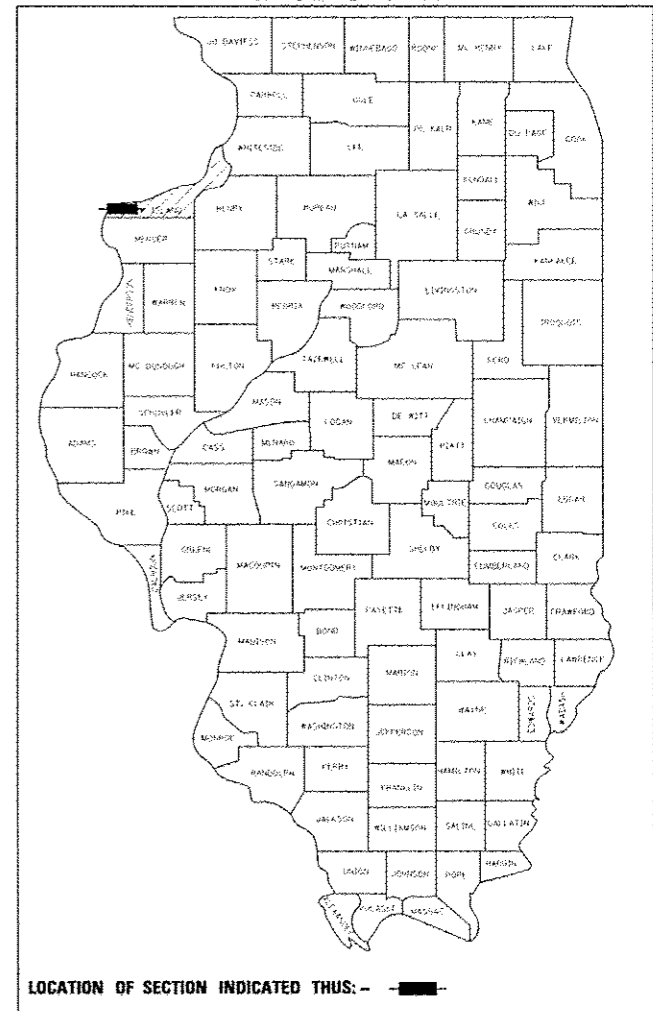 JO DAVIESS STEPHENSON WINNEBAGO BOONE MC HENRY LAKE
CARROLL OGLE DE KALB KANE DU PAGE COOK
WHITESIDE LEE KENDALL WILL
HENRY BUREAU LA SALLE GRUNDY
MERCER PUTNAM KANKAKEE
STARK MARSHALL
HENDERSON WARREN KNOX PEORIA WOODFORD LIVINGSTON IROQUOIS
HANCOCK MC DONOUGH FULTON TAZEWELL MC LEAN FORD
MASON
SCHUYLER LOGAN DE WITT CHAMPAIGN VERMILION
ADAMS BROWN CASS MENARD PIATT
MACON
MORGAN SANGAMON DOUGLAS EDGAR
PIKE SCOTT CHRISTIAN MOULTRIE COLES
GREENE MACOUPIN MONTGOMERY SHELBY CUMBERLAND CLARK
CALHOUN JERSEY
FAYETTE EFFINGHAM JASPER CRAWFORD
MADISON BOND
CLAY RICHLAND LAWRENCE
CLINTON MARION
ST. CLAIR WAYNE EDWARDS WABASH
WASHINGTON JEFFERSON
MONROE
RANDOLPH PERRY HAMILTON WHITE
FRANKLIN
JACKSON WILLIAMSON SALINE GALLATIN
UNION JOHNSON POPE HARDIN
ALEXANDER PULASKI MASSAC
LOCATION OF SECTION INDICATED THUS: -